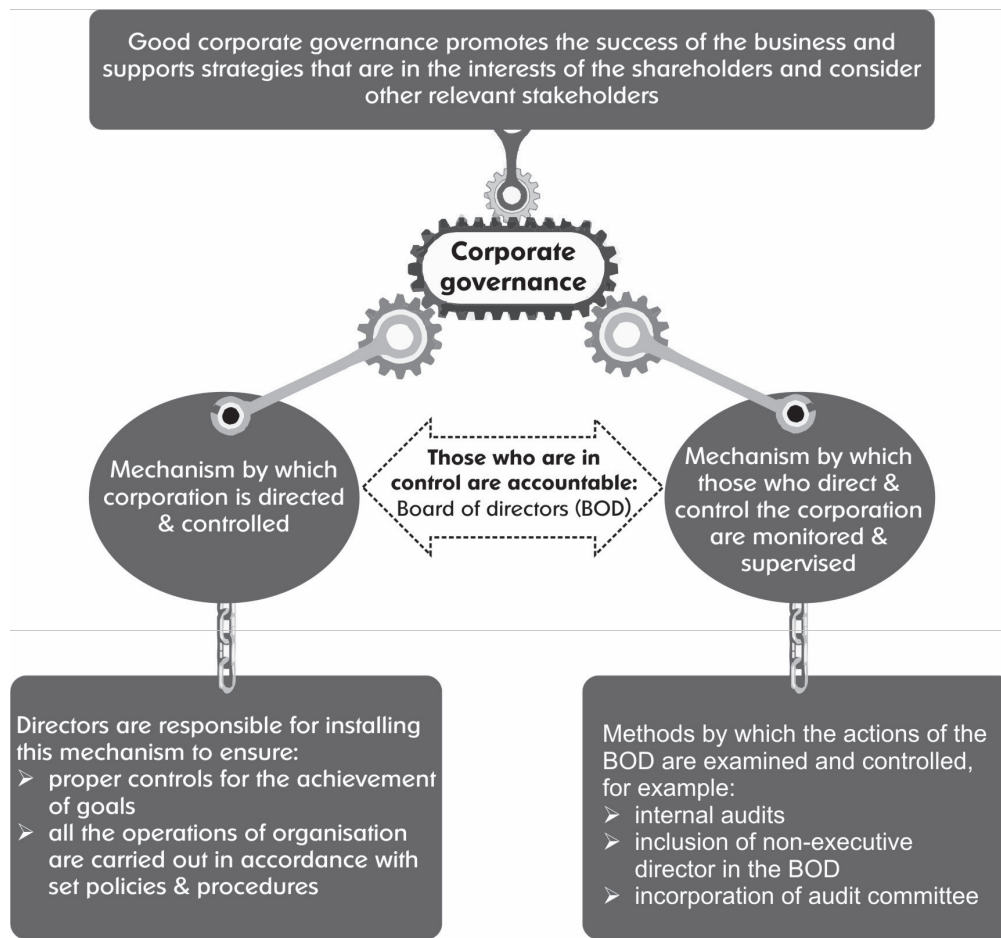 Good corporate governance promotes the success of the business and
supports strategies that are in the interests of the shareholders and consider
other relevant stakeholders
Corporate
governance
Mechanism by which
corporation is directed
& controlled
Those who are in
control are accountable:
Board of directors (BOD)
Mechanism by which
those who direct &
control the corporation
are monitored &
supervised
Directors are responsible for installing
this mechanism to ensure:
➢ proper controls for the achievement
of goals
➢ all the operations of organisation
are carried out in accordance with
set policies & procedures
Methods by which the actions of the
BOD are examined and controlled,
for example:
➢ internal audits
➢ inclusion of non-executive
director in the BOD
➢ incorporation of audit committee